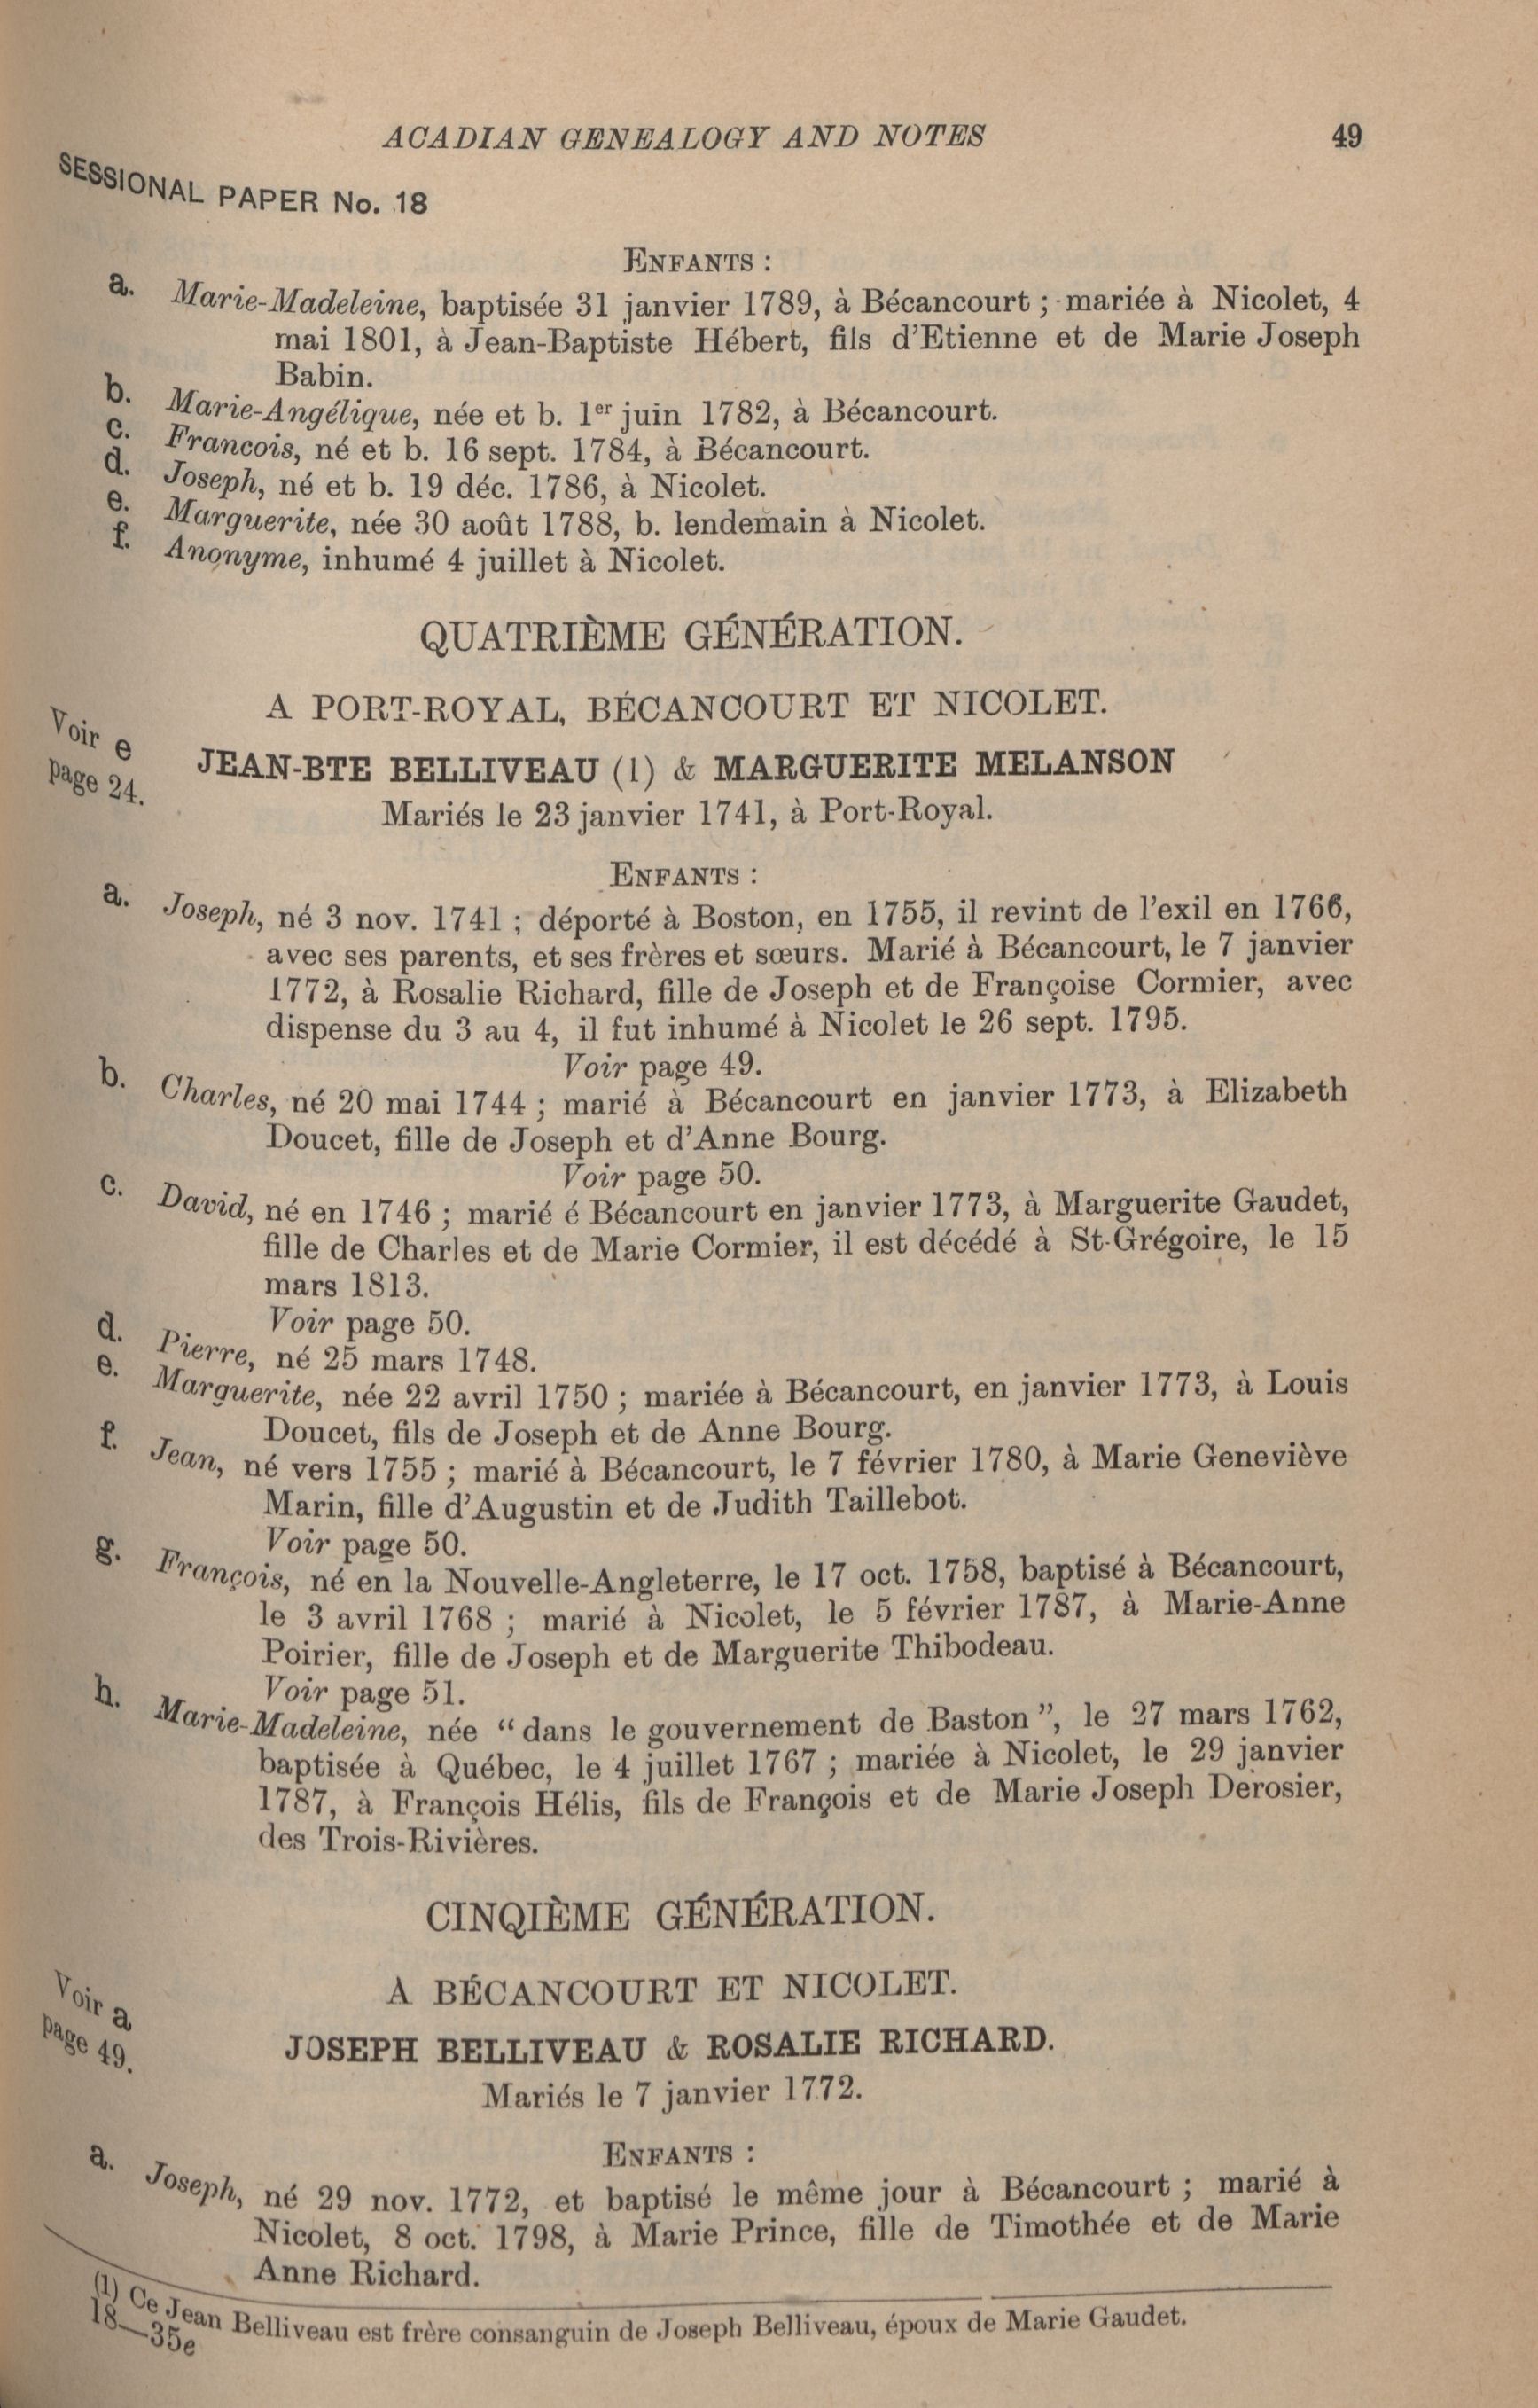 ACADIAN GENEALOGY AND NOTES 49
SESSIONAL PAPER No. 18
ENFANTS :
a. Marie-Madeleine, baptisée 31 janvier 1789, à Bécancourt ; mariée à Nicolet, 4
mai 1801, à Jean-Baptiste Hébert, fils d'Etienne et de Marie Joseph
Babin.
b. Marie-Angélique, née et b. 1er juin 1782, à Bécancourt.
c. Francois, né et b. 16 sept. 1784, à Bécancourt.
d. Joseph, né et b. 19 déc. 1786, à Nicolet.
e. Marguerite, née 30 août 1788, b. lendemain à Nicolet.
f. Anonyme, inhumé 4 juillet à Nicolet.
QUATRIÈME GÉNÉRATION.
A PORT-ROYAL, BÉCANCOURT ET NICOLET.
Voir e
page 24.
JEAN-BTE BELLIVEAU (1) & MARGUERITE MELANSON
Mariés le 23 janvier 1741, à Port-Royal.
ENFANTS :
a. Joseph, né 3 nov. 1741 ; déporté à Boston, en 1755, il revint de l'exil en 1766,
avec ses parents, et ses frères et sœurs. Marié à Bécancourt, le 7 janvier
1772, à Rosalie Richard, fille de Joseph et de Françoise Cormier, avec
dispense du 3 au 4, il fut inhumé à Nicolet le 26 sept. 1795.
Voir page 49.
b. Charles, né 20 mai 1744 ; marié à Bécancourt en janvier 1773, à Elizabeth
Doucet, fille de Joseph et d'Anne Bourg.
Voir page 50.
c. David, né en 1746 ; marié é Bécancourt en janvier 1773, à Marguerite Gaudet,
fille de Charles et de Marie Cormier, il est décédé à St-Grégoire, le 15
mars 1813.
Voir page 50.
d. Pierre, né 25 mars 1748.
e. Marguerite, née 22 avril 1750 ; mariée à Bécancourt, en janvier 1773, à Louis
Doucet, fils de Joseph et de Anne Bourg.
f. Jean, né vers 1755 ; marié à Bécancourt, le 7 février 1780, à Marie Geneviève
Marin, fille d'Augustin et de Judith Taillebot.
Voir page 50.
g. François, né en la Nouvelle-Angleterre, le 17 oct. 1758, baptisé à Bécancourt,
le 3 avril 1768 ; marié à Nicolet, le 5 février 1787, à Marie-Anne
Poirier, fille de Joseph et de Marguerite Thibodeau.
Voir page 51.
h. Marie-Madeleine, née “ dans le gouvernement de Baston ”, le 27 mars 1762,
baptisée à Québec, le 4 juillet 1767 ; mariée à Nicolet, le 29 janvier
1787, à François Hélis, fils de François et de Marie Joseph Derosier,
des Trois-Rivières.
CINQIÈME GÉNÉRATION.
A BÉCANCOURT ET NICOLET.
Voir a
page 49.
JOSEPH BELLIVEAU & ROSALIE RICHARD.
Mariés le 7 janvier 1772.
ENFANTS :
a. Joseph, né 29 nov. 1772, et baptisé le même jour à Bécancourt ; marié à
Nicolet, 8 oct. 1798, à Marie Prince, fille de Timothée et de Marie
Anne Richard.
(1) Ce Jean Belliveau est frère consanguin de Joseph Belliveau, époux de Marie Gaudet.
18—35e